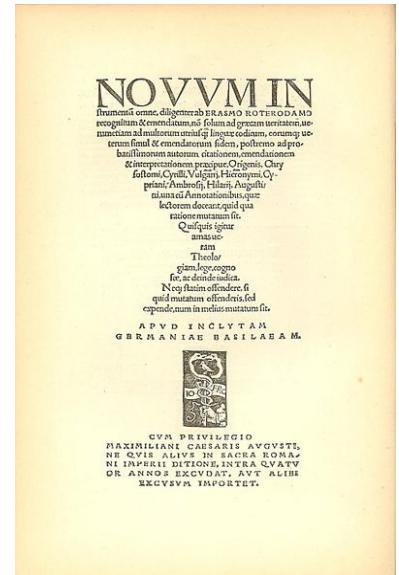 NOVVM IN
strumentū omne, diligenter ab ERASMO ROTERODAMO
recognitum & emendatum, nō solum ad græcam ueritatem, ue-
rumetiam ad multorum utriusq; linguæ codicum, eorumq; ue-
terum simul & emendatorum fidem, postremo ad pro-
batissimorum autorum citationem, emendationem
& interpretationem, præcipue, Origenis, Chry
sostomi, Cyrilli, Vulgarij, Hieronymi, Cy-
priani, Ambrosij, Hilarij, Augusti/
ni, una cū Annotationibus, quæ
lectorem doceant, quid qua
ratione mutatum sit.
Quisquis igitur
amas ue-
ram
Theolo/
giam, lege, cogno
sce, ac deinde iudica.
Neq; statim offendere, si
quid mutatum offenderis, sed
expende, num in melius mutatum sit.
APVD INCLYTAM
GERMANIAE BASILAEAM.
IO
CVM PRIVILEGIO
MAXIMILIANI CAESARIS AVGVSTI,
NE QVIS ALIVS IN SACRA ROMA-
NI IMPERII DITIONE, INTRA QVATV
OR ANNOS EXCVDAT, AVT ALIBI
EXCVSVM IMPORTET.